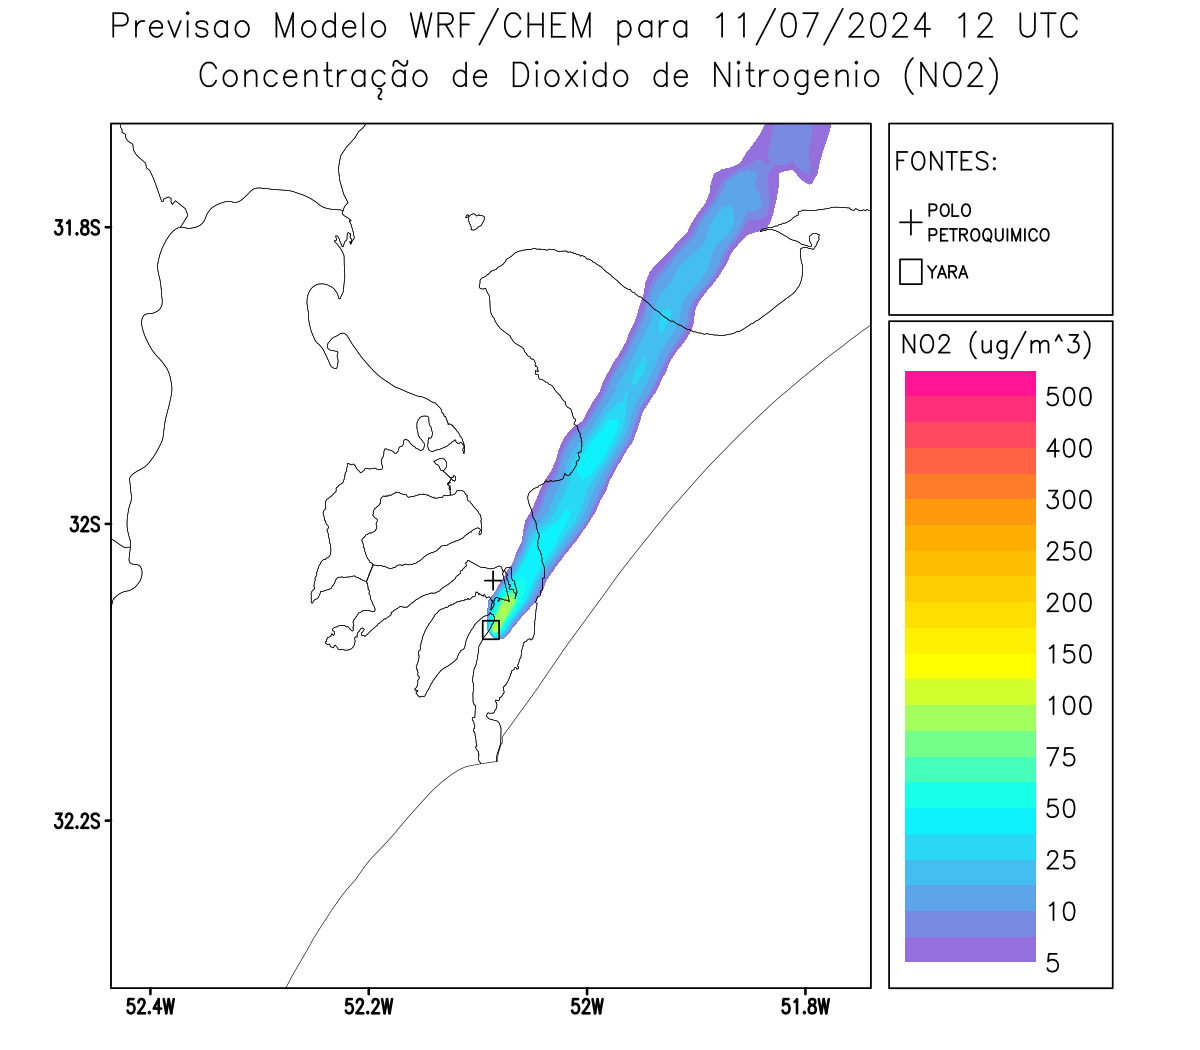 Previsao Modelo WRF/CHEM para 11/07/2024 12 UTC
Concentração de Dioxido de Nitrogenio (NO2)
FONTES:
POLO
PETROQUIMICO
YARA
31.8S
32S
32.2S
52.4W
52.2W
52W
51.8W
NO2 (ug/m^3)
500
400
300
250
200
150
100
75
50
25
10
5